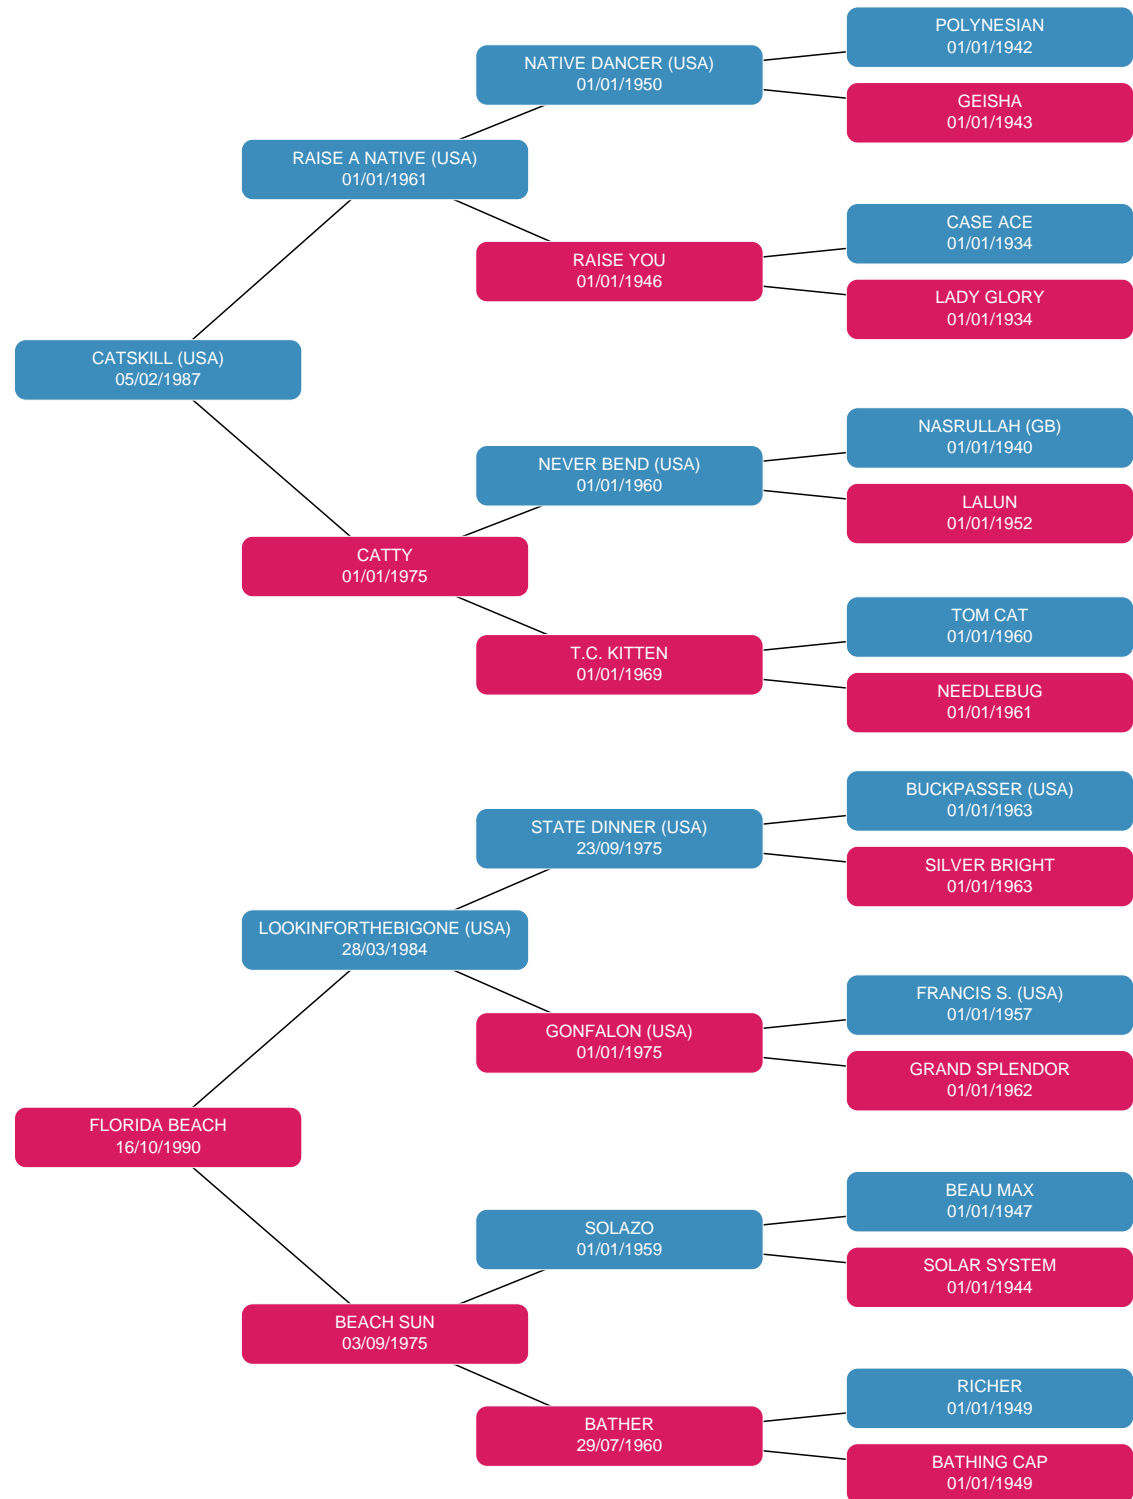 POLYNESIAN
01/01/1942
NATIVE DANCER (USA)
01/01/1950
GEISHA
01/01/1943
RAISE A NATIVE (USA)
01/01/1961
CASE ACE
01/01/1934
RAISE YOU
01/01/1946
LADY GLORY
01/01/1934
CATSKILL (USA)
05/02/1987
NASRULLAH (GB)
01/01/1940
NEVER BEND (USA)
01/01/1960
LALUN
01/01/1952
CATTY
01/01/1975
TOM CAT
01/01/1960
T.C. KITTEN
01/01/1969
NEEDLEBUG
01/01/1961
BUCKPASSER (USA)
01/01/1963
STATE DINNER (USA)
23/09/1975
SILVER BRIGHT
01/01/1963
LOOKINFORTHEBIGONE (USA)
28/03/1984
FRANCIS S. (USA)
01/01/1957
GONFALON (USA)
01/01/1975
GRAND SPLENDOR
01/01/1962
FLORIDA BEACH
16/10/1990
BEAU MAX
01/01/1947
SOLAZO
01/01/1959
SOLAR SYSTEM
01/01/1944
BEACH SUN
03/09/1975
RICHER
01/01/1949
BATHER
29/07/1960
BATHING CAP
01/01/1949